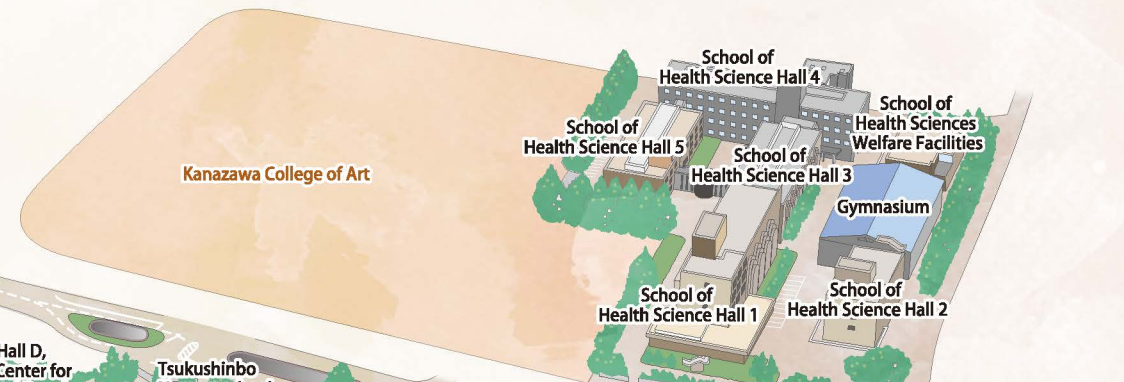 School of
Health Science Hall 4
School of
Health Sciences
Welfare Facilities
School of
Health Science Hall 5
School of
Health Science Hall 3
Kanazawa College of Art
Gymnasium
School of
Health Science Hall 1
School of
Health Science Hall 2
Hall D,
Center for
Tsukushinbo